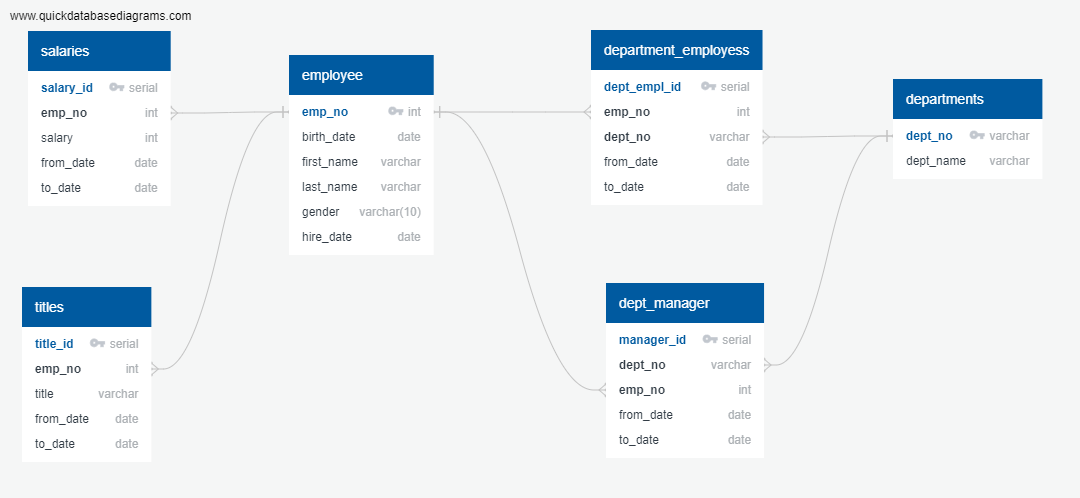 www.quickdatabasediagrams.com
salaries
salary_id serial
emp_no int
salary int
from_date date
to_date date
employee
emp_no int
birth_date date
first_name varchar
last_name varchar
gender varchar(10)
hire_date date
department_employess
dept_empl_id serial
emp_no int
dept_no varchar
from_date date
to_date date
departments
dept_no varchar
dept_name varchar
titles
title_id serial
emp_no int
title varchar
from_date date
to_date date
dept_manager
manager_id serial
dept_no varchar
emp_no int
from_date date
to_date date